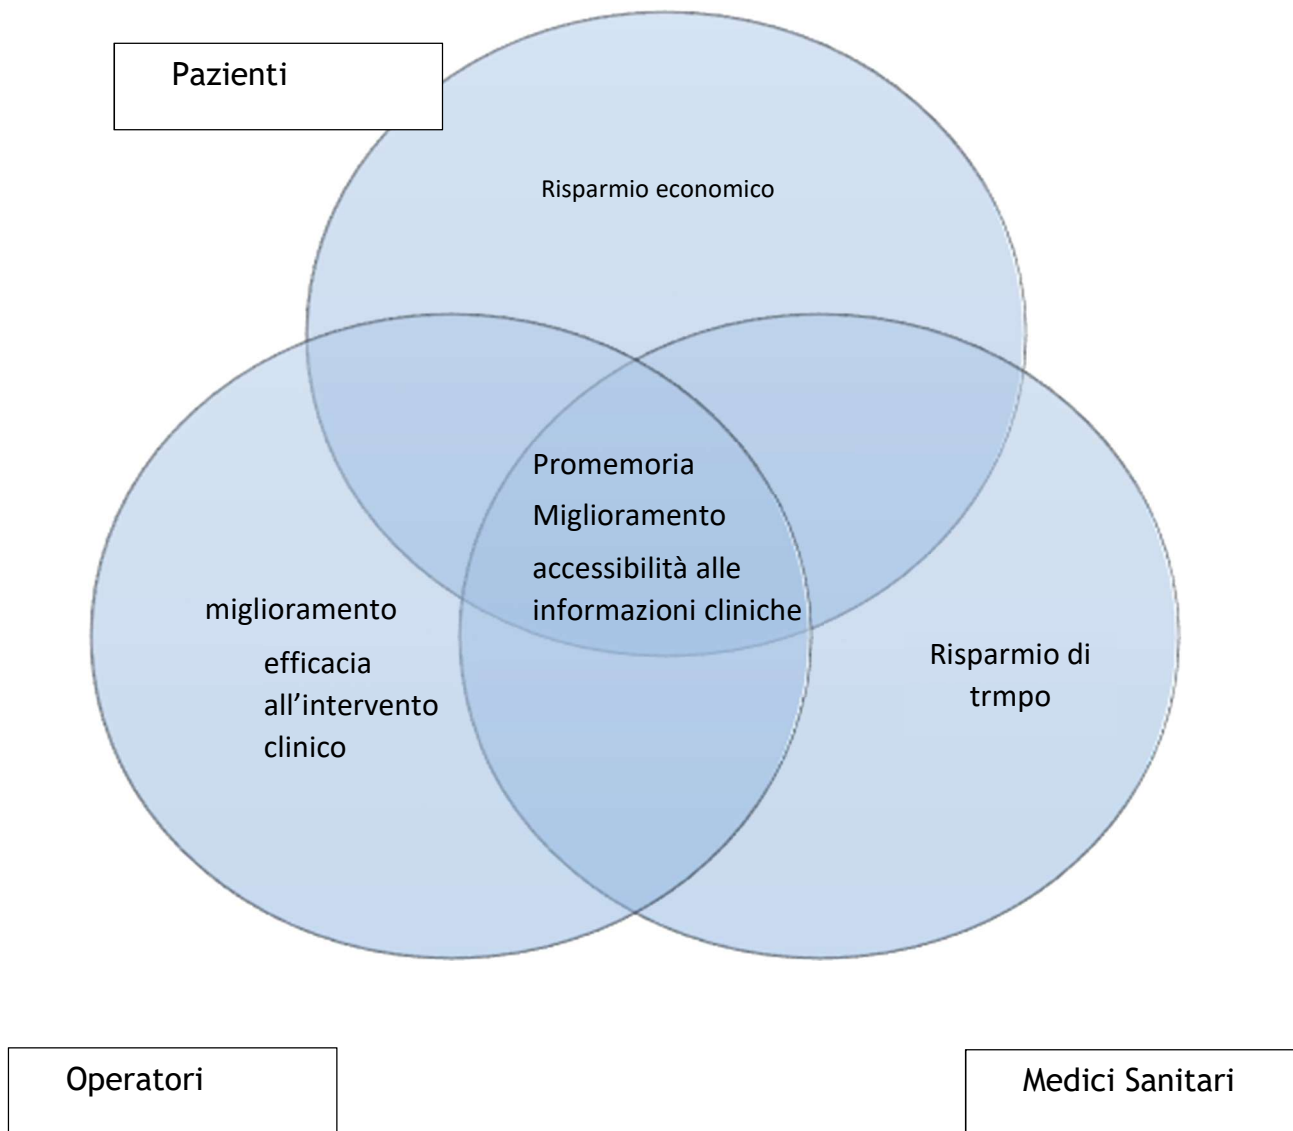 Pazienti
Risparmio economico
Promemoria
Miglioramento
accessibilità alle
informazioni cliniche
miglioramento
efficacia
all’intervento
clinico
Risparmio di
trmpo
Operatori
Medici Sanitari